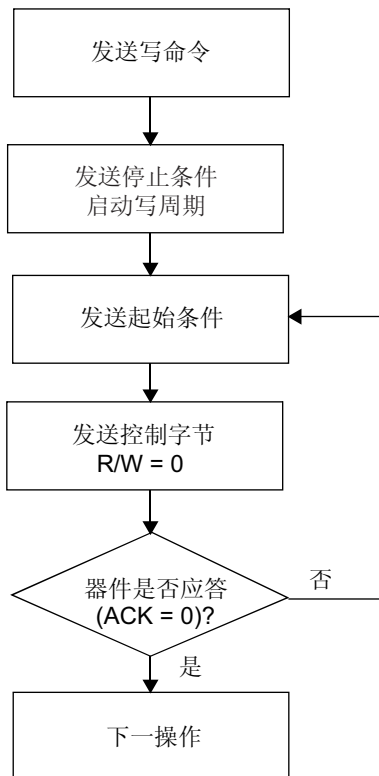 发送写命令
发送停止条件
启动写周期
发送起始条件
发送控制字节
R/W = 0
器件是否应答
(ACK = 0)?
否
是
下一操作